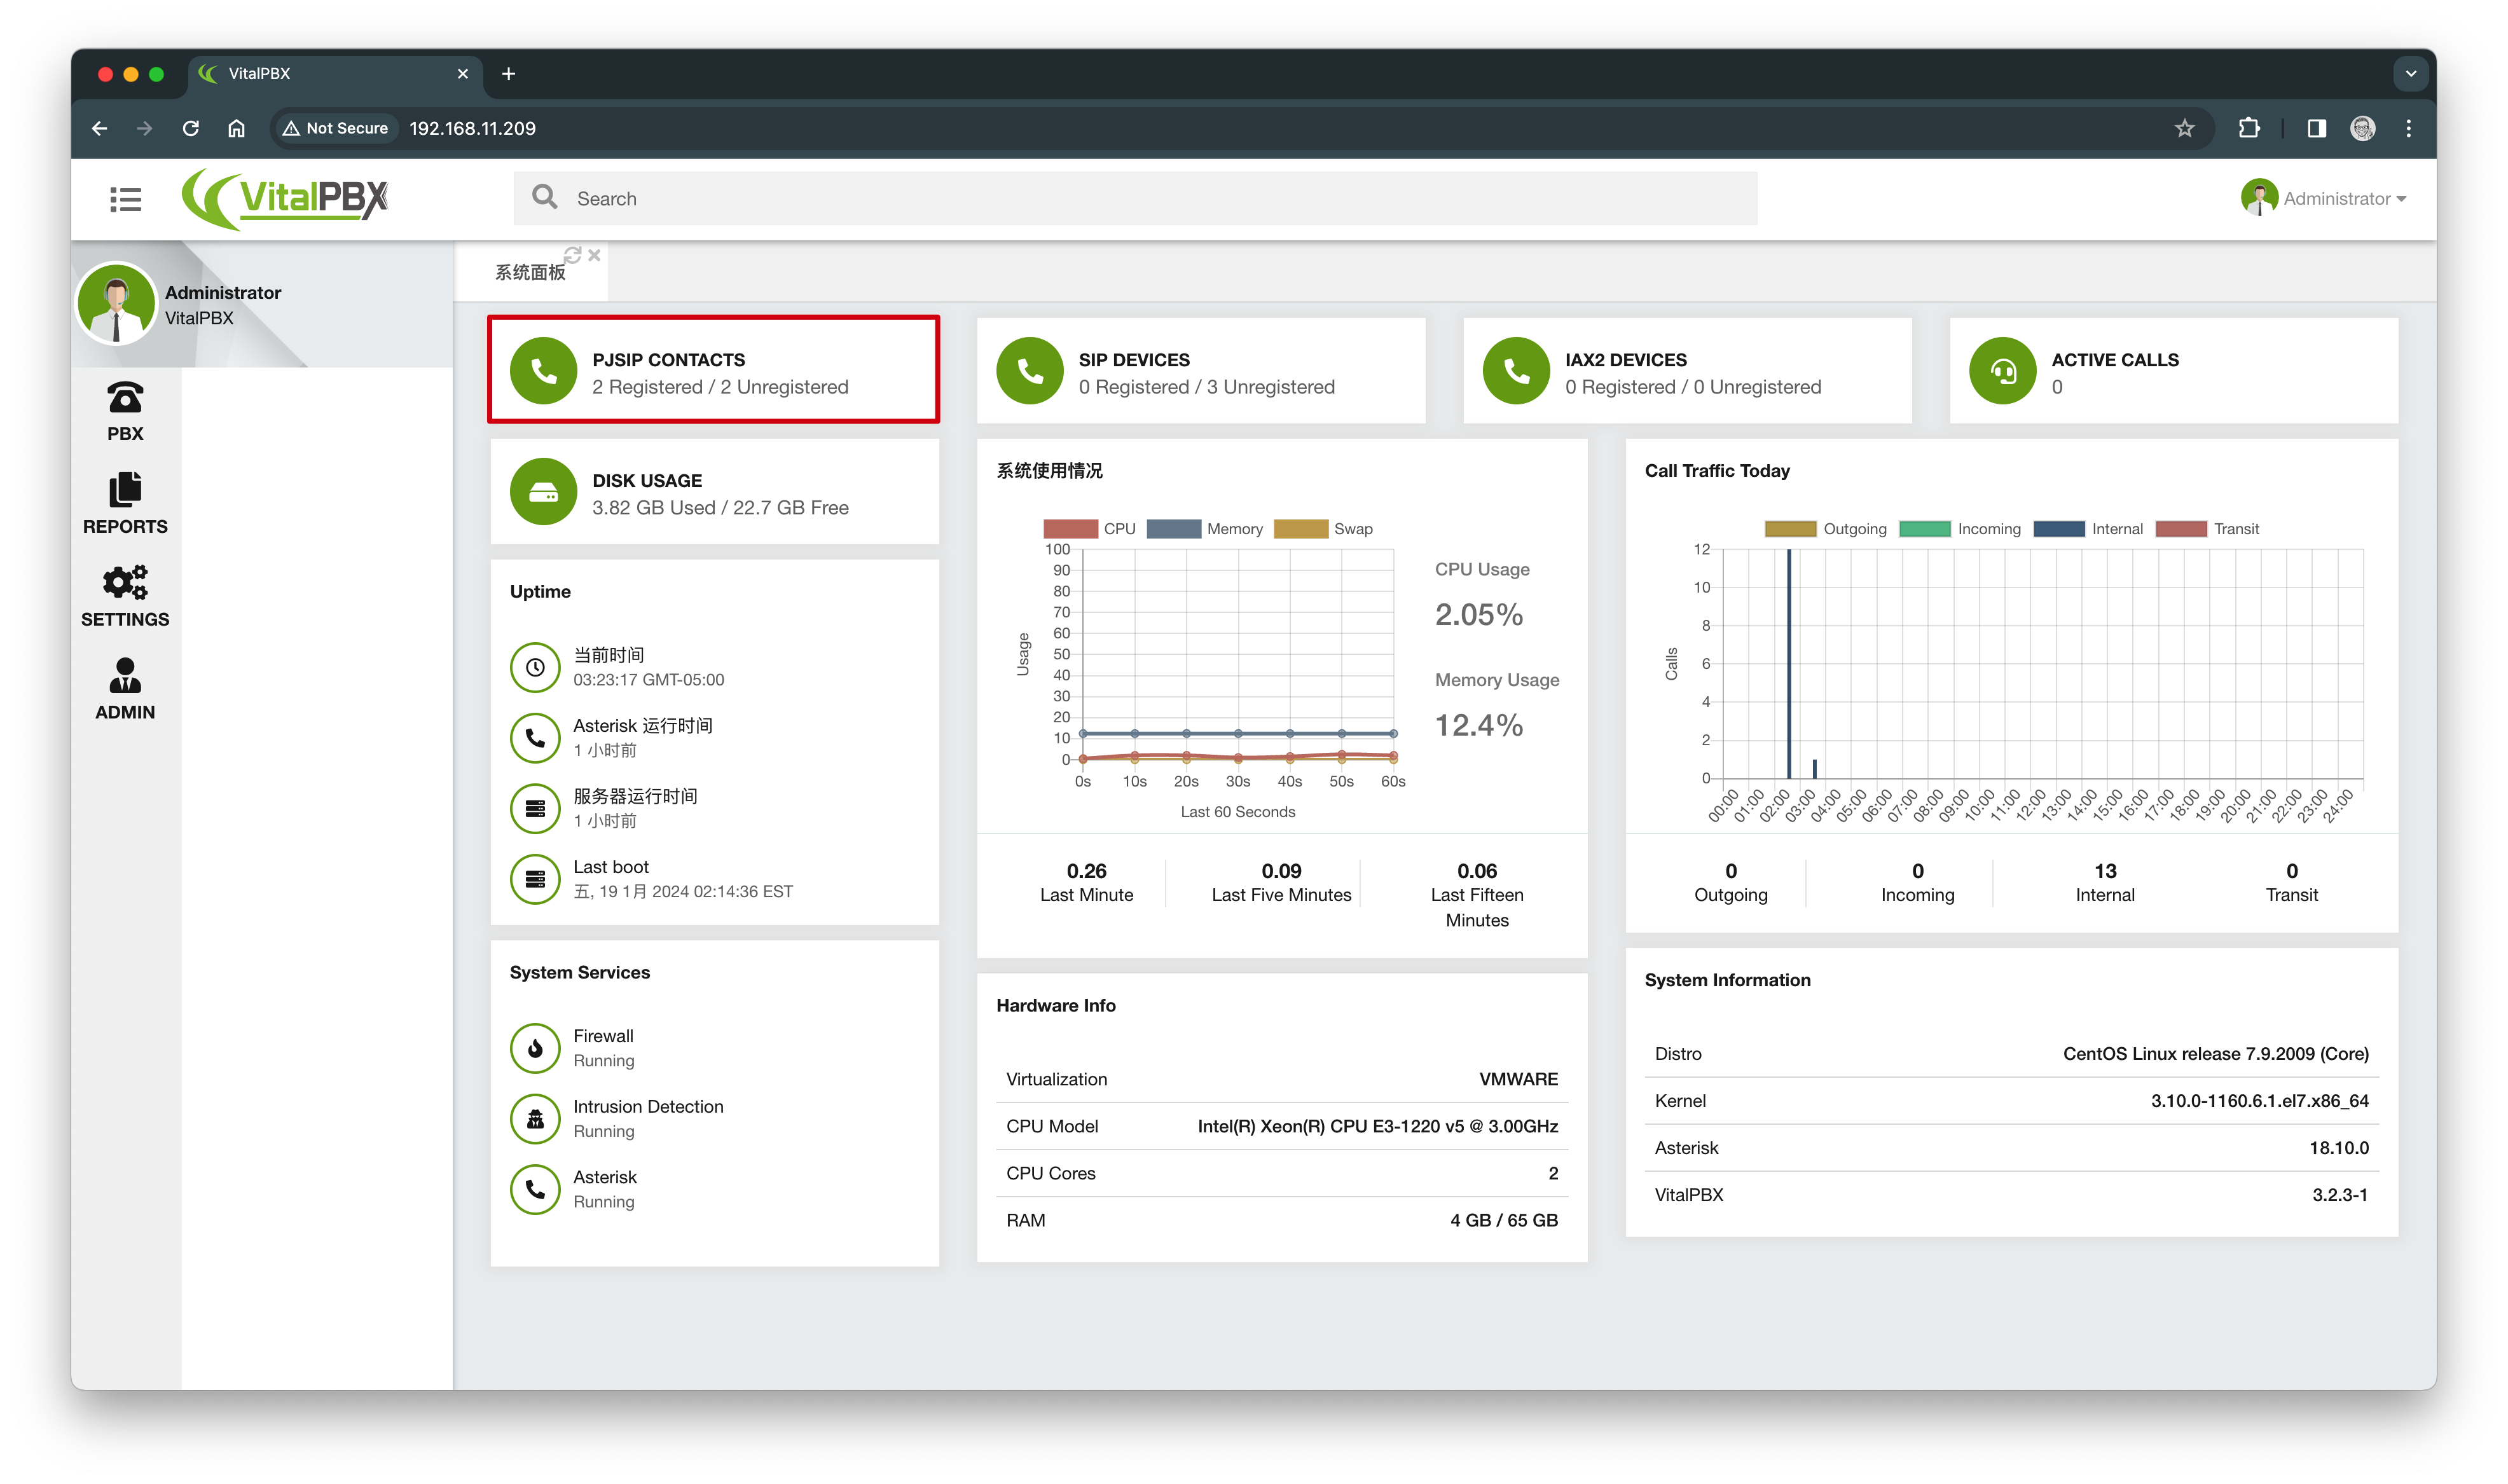 VitalPBX
Not Secure
192.168.11.209
VitalPBX
Search
Administrator
Administrator
VitalPBX
PBX
REPORTS
SETTINGS
ADMIN
系统面板
PJSIP CONTACTS
2 Registered / 2 Unregistered
SIP DEVICES
0 Registered / 3 Unregistered
IAX2 DEVICES
0 Registered / 0 Unregistered
ACTIVE CALLS
0
DISK USAGE
3.82 GB Used / 22.7 GB Free
Uptime
当前时间
03:23:17 GMT-05:00
Asterisk 运行时间
1 小时前
服务器运行时间
1 小时前
Last boot
五, 19 1月 2024 02:14:36 EST
System Services
Firewall
Running
Intrusion Detection
Running
Asterisk
Running
系统使用情况
CPU Memory Swap
100
90
80
70
60
50
40
30
20
10
0
Usage
0s 10s 20s 30s 40s 50s 60s
Last 60 Seconds
CPU Usage
2.05%
Memory Usage
12.4%
0.26
Last Minute
0.09
Last Five Minutes
0.06
Last Fifteen
Minutes
Hardware Info
Virtualization VMWARE
CPU Model Intel(R) Xeon(R) CPU E3-1220 v5 @ 3.00GHz
CPU Cores 2
RAM 4 GB / 65 GB
Call Traffic Today
Outgoing Incoming Internal Transit
12
10
8
6
4
2
0
Calls
00:00 01:00 02:00 03:00 04:00 05:00 06:00 07:00 08:00 09:00 10:00 11:00 12:00 13:00 14:00 15:00 16:00 17:00 18:00 19:00 20:00 21:00 22:00 23:00 24:00
0
Outgoing
0
Incoming
13
Internal
0
Transit
System Information
Distro CentOS Linux release 7.9.2009 (Core)
Kernel 3.10.0-1160.6.1.el7.x86_64
Asterisk 18.10.0
VitalPBX 3.2.3-1